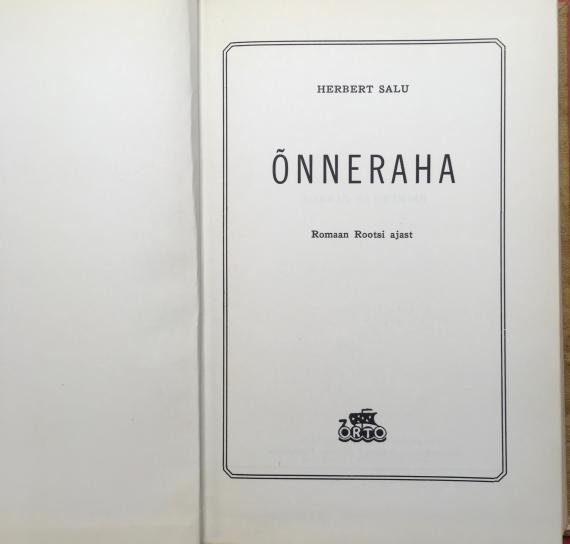 HERBERT SALU
ÕNNERAHA
Romaan Rootsi ajast
ORTO